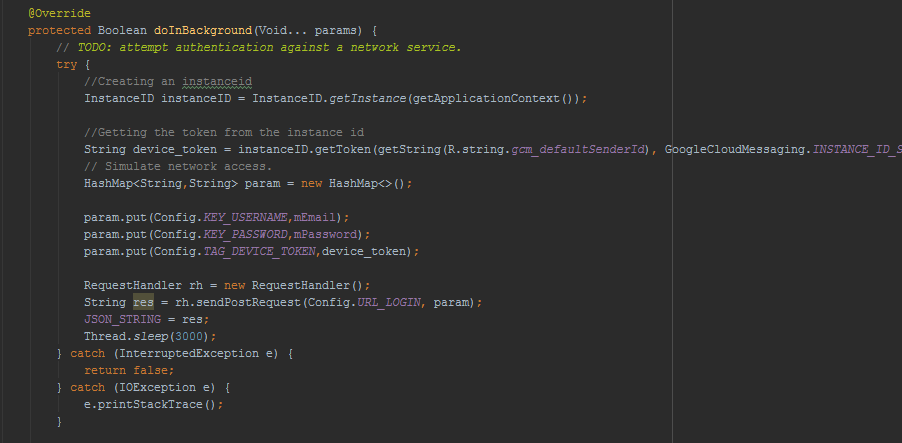 @Override
protected Boolean doInBackground(Void... params) {
// TODO: attempt authentication against a network service.
try {
//Creating an instanceid
InstanceID instanceID = InstanceID.getInstance(getApplicationContext());
//Getting the token from the instance id
String device_token = instanceID.getToken(getString(R.string.gcm_defaultSenderId), GoogleCloudMessaging.INSTANCE_ID_S
// Simulate network access.
HashMap<String,String> param = new HashMap<>();
param.put(Config.KEY_USERNAME,mEmail);
param.put(Config.KEY_PASSWORD,mPassword);
param.put(Config.TAG_DEVICE_TOKEN,device_token);
RequestHandler rh = new RequestHandler();
String res = rh.sendPostRequest(Config.URL_LOGIN, param);
JSON_STRING = res;
Thread.sleep(3000);
} catch (InterruptedException e) {
return false;
} catch (IOException e) {
e.printStackTrace();
}